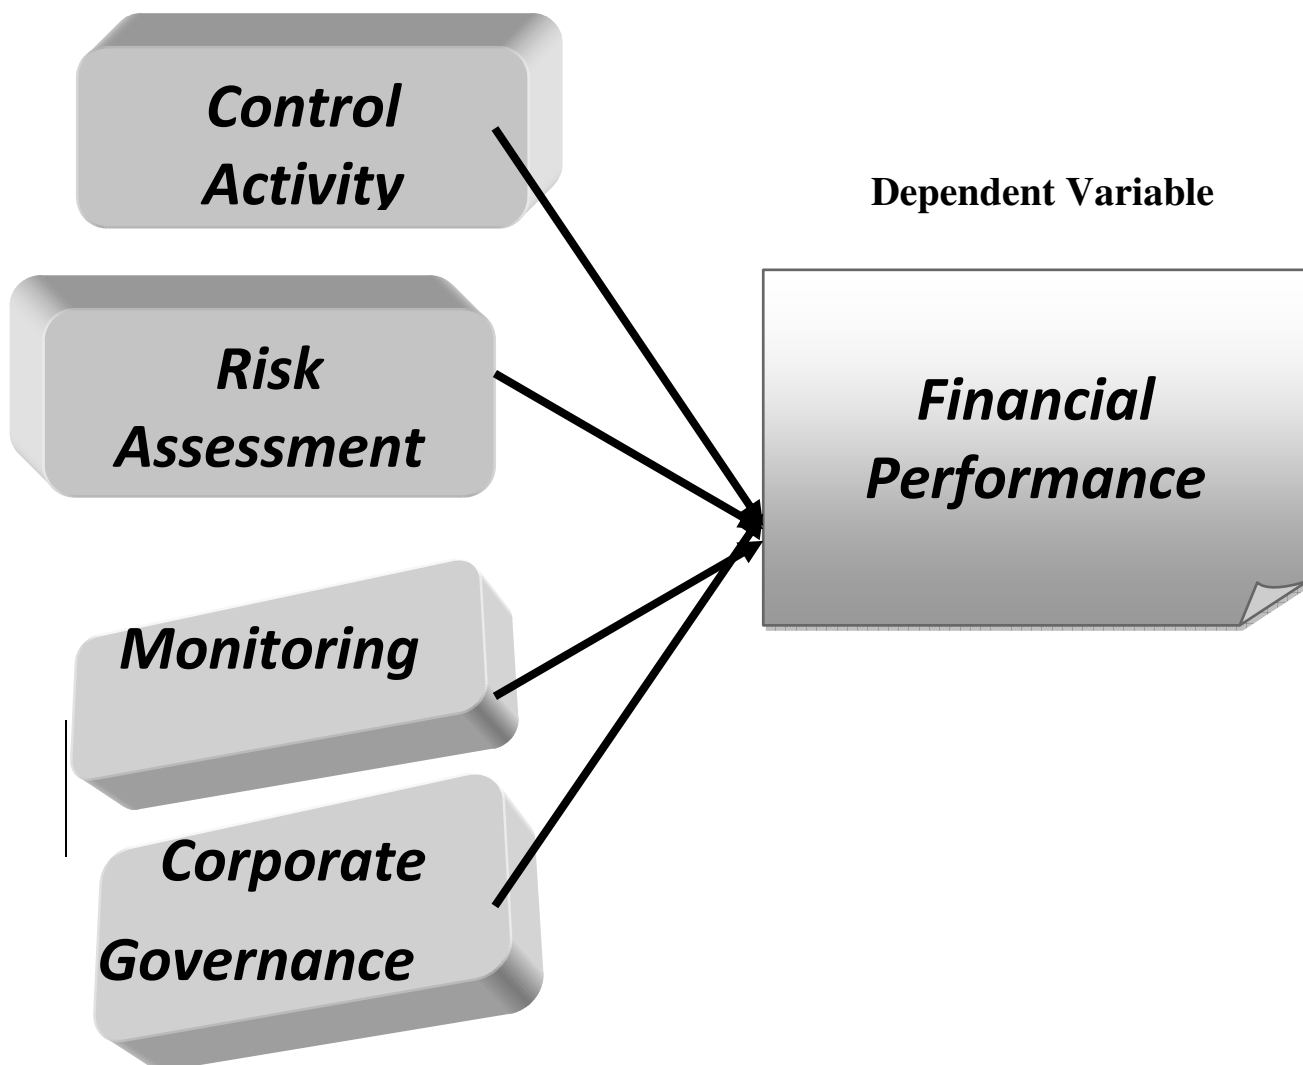 Control
Activity
Risk
Assessment
Monitoring
Corporate
Governance
Dependent Variable
Financial
Performance